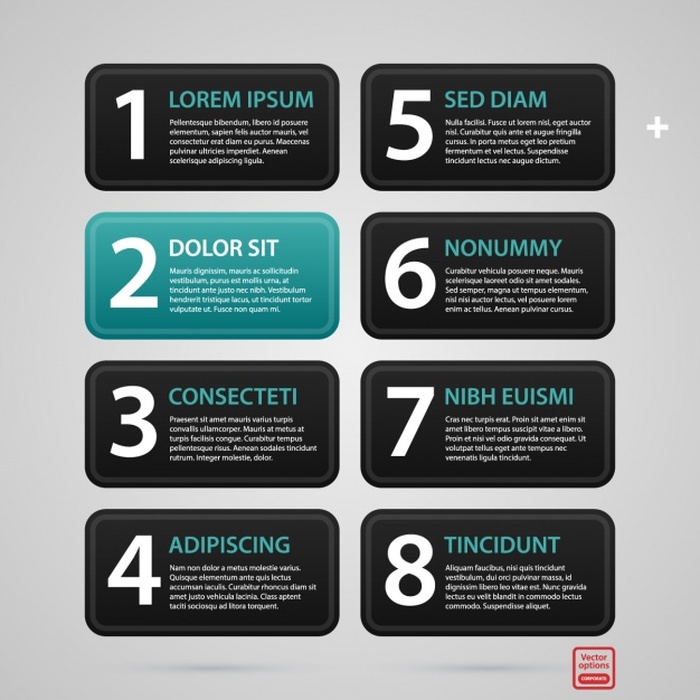 1
LOREM IPSUM
Pellentesque bibendum, libero id posuere
elementum, sapien felis auctor mauris, vel
consectetur erat diam eu purus. Maecenas
pulvinar ultricies imperdiet. Aenean
scelerisque adipiscing ligula.
2
DOLOR SIT
Mauris dignissim, mauris ac sollicitudin
vestibulum, purus est mollis urna, at
tincidunt ante justo nec nibh. Vestibulum
hendrerit tristique lacus, ut tincidunt tortor
vulputate ut. Fusce non quam mi.
3
CONSECTETI
Praesent sit amet mauris varius turpis
convallis ullamcorper. Mauris at metus at
turpis facilisis congue. Curabitur tempus
pellentesque risus. Aenean sodales tincidunt
rutrum. Integer molestie, dolor.
4
ADIPISCING
Nam non dolor a metus molestie varius.
Quisque elementum ante quis lectus
accumsan iaculis. Curabitur rhoncus diam sit
amet justo vehicula varius. Class aptent
taciti sociosqu ad litora torquent.
5
SED DIAM
Nulla facilisi. Fusce ut lorem nisl, eget auctor
nisl. Curabitur quis ante et augue fringilla
cursus. In porta metus eget leo pretium
fermentum et vel lectus. Suspendisse
tincidunt lectus nec augue dictum.
6
NONUMMY
Curabitur vehicula posuere neque. Mauris
scelerisque laoreet odio sit amet sodales.
Sed semper, magna ut tempus elementum,
nisl nisi auctor lectus, vel posuere lorem
enim ac tellus. Aenean pulvinar cursus.
7
NIBH EUISMI
Cras nec turpis erat. Proin sit amet enim sit
amet libero tempus suscipit vitae a libero.
Proin et nisi vel odio gravida consequat. Ut
volutpat tellus eget ante tempus nec
venenatis ligula tincidunt.
8
TINCIDUNT
Aliquam faucibus, nisi quis tincidunt
vestibulum, dui orci pulvinar massa, id
dignissim est enim a lectus. Nunc gravida
lectus eu velit blandit in commodo lectus
commodo. Suspendisse aliquet.
+
Vector
options
CORPORATE